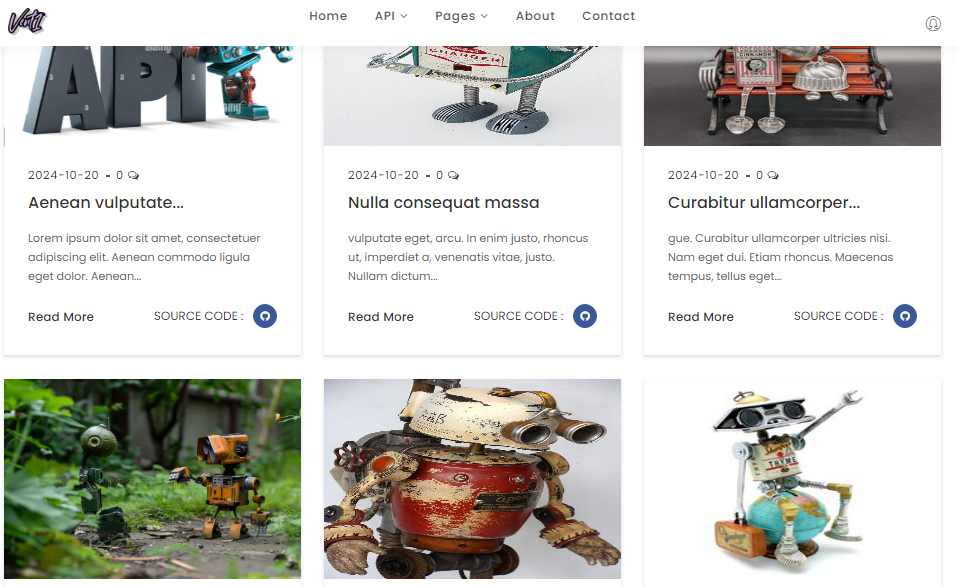 Home API Pages About Contact
API
CHANGER
CINNAMON
2024-10-20 - 0
Aenean vulputate...
Lorem ipsum dolor sit amet, consectetuer
adipiscing elit. Aenean commodo ligula
eget dolor. Aenean...
Read More SOURCE CODE :
2024-10-20 - 0
Nulla consequat massa
vulputate eget, arcu. In enim justo, rhoncus
ut, imperdiet a, venenatis vitae, justo.
Nullam dictum...
Read More SOURCE CODE :
2024-10-20 - 0
Curabitur ullamcorper...
gue. Curabitur ullamcorper ultricies nisi.
Nam eget dui. Etiam rhoncus. Maecenas
tempus, tellus eget...
Read More SOURCE CODE :
THYME